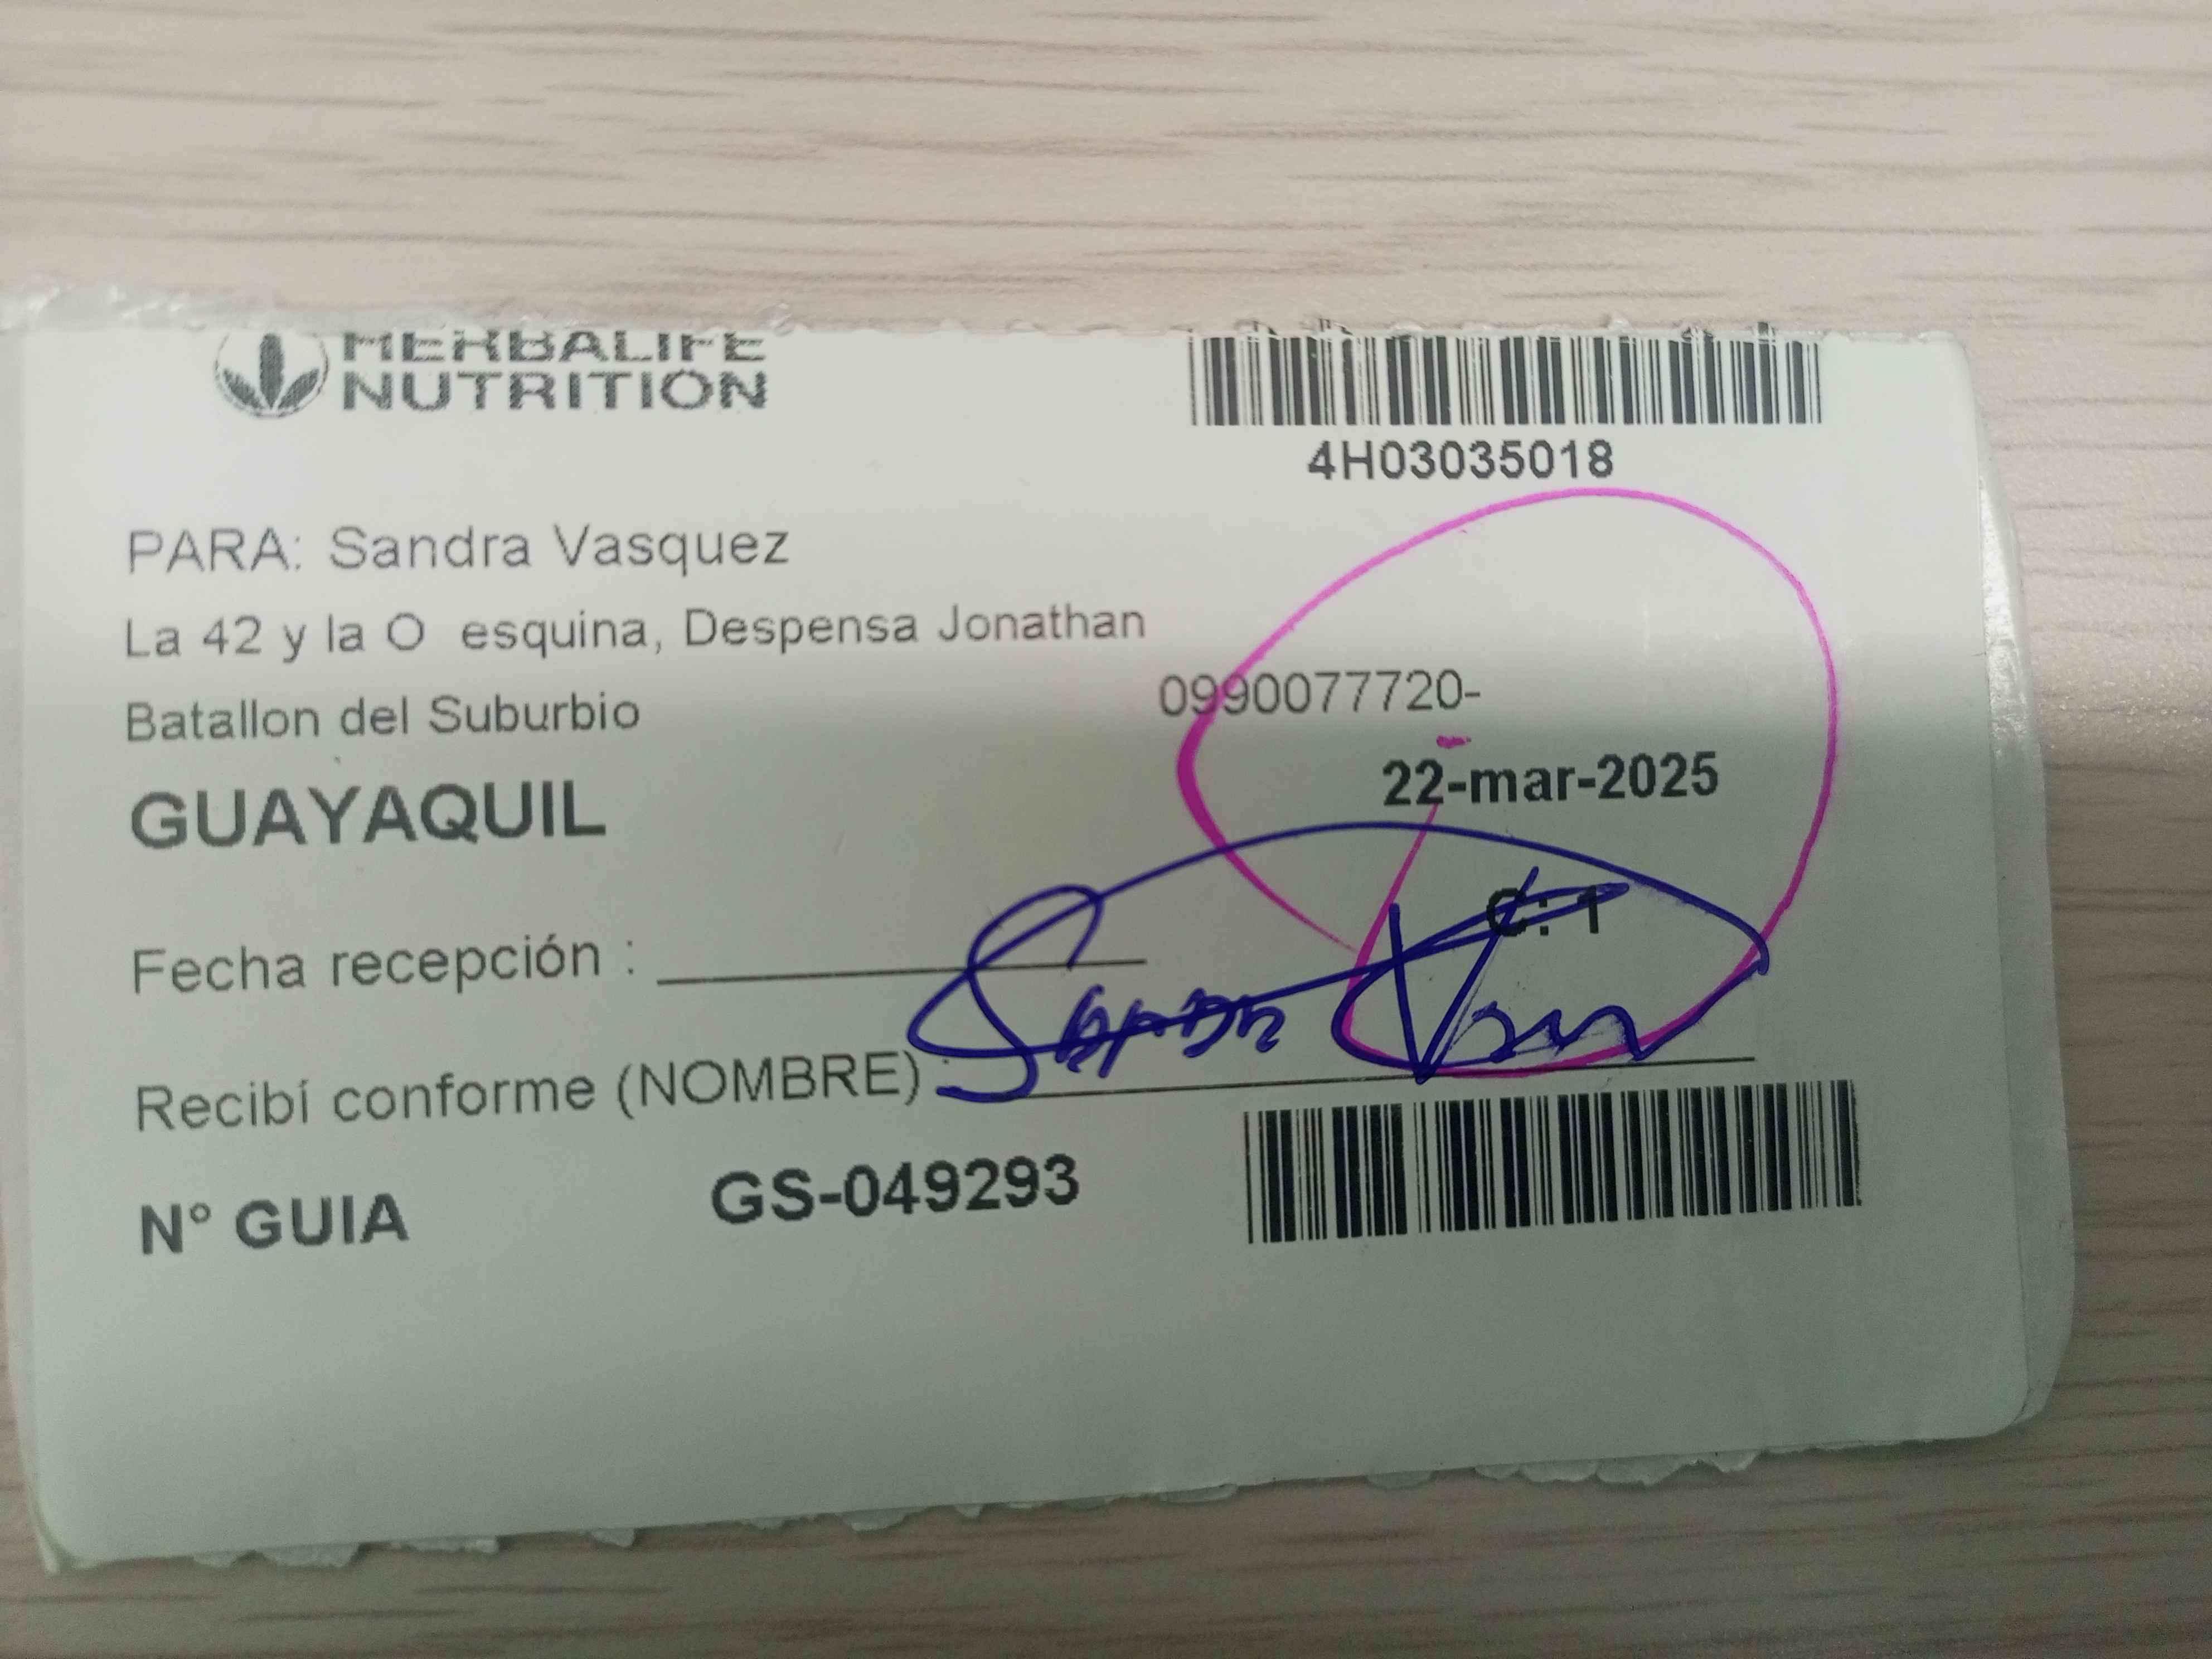 HERBALIFE
NUTRITION
4H03035018
PARA: Sandra Vasquez
La 42 y la O esquina, Despensa Jonathan
Batallon del Suburbio
0990077720-
GUAYAQUIL
22-mar-2025
C: 1
Fecha recepción :
Recibí conforme (NOMBRE) :
N° GUIA GS-049293